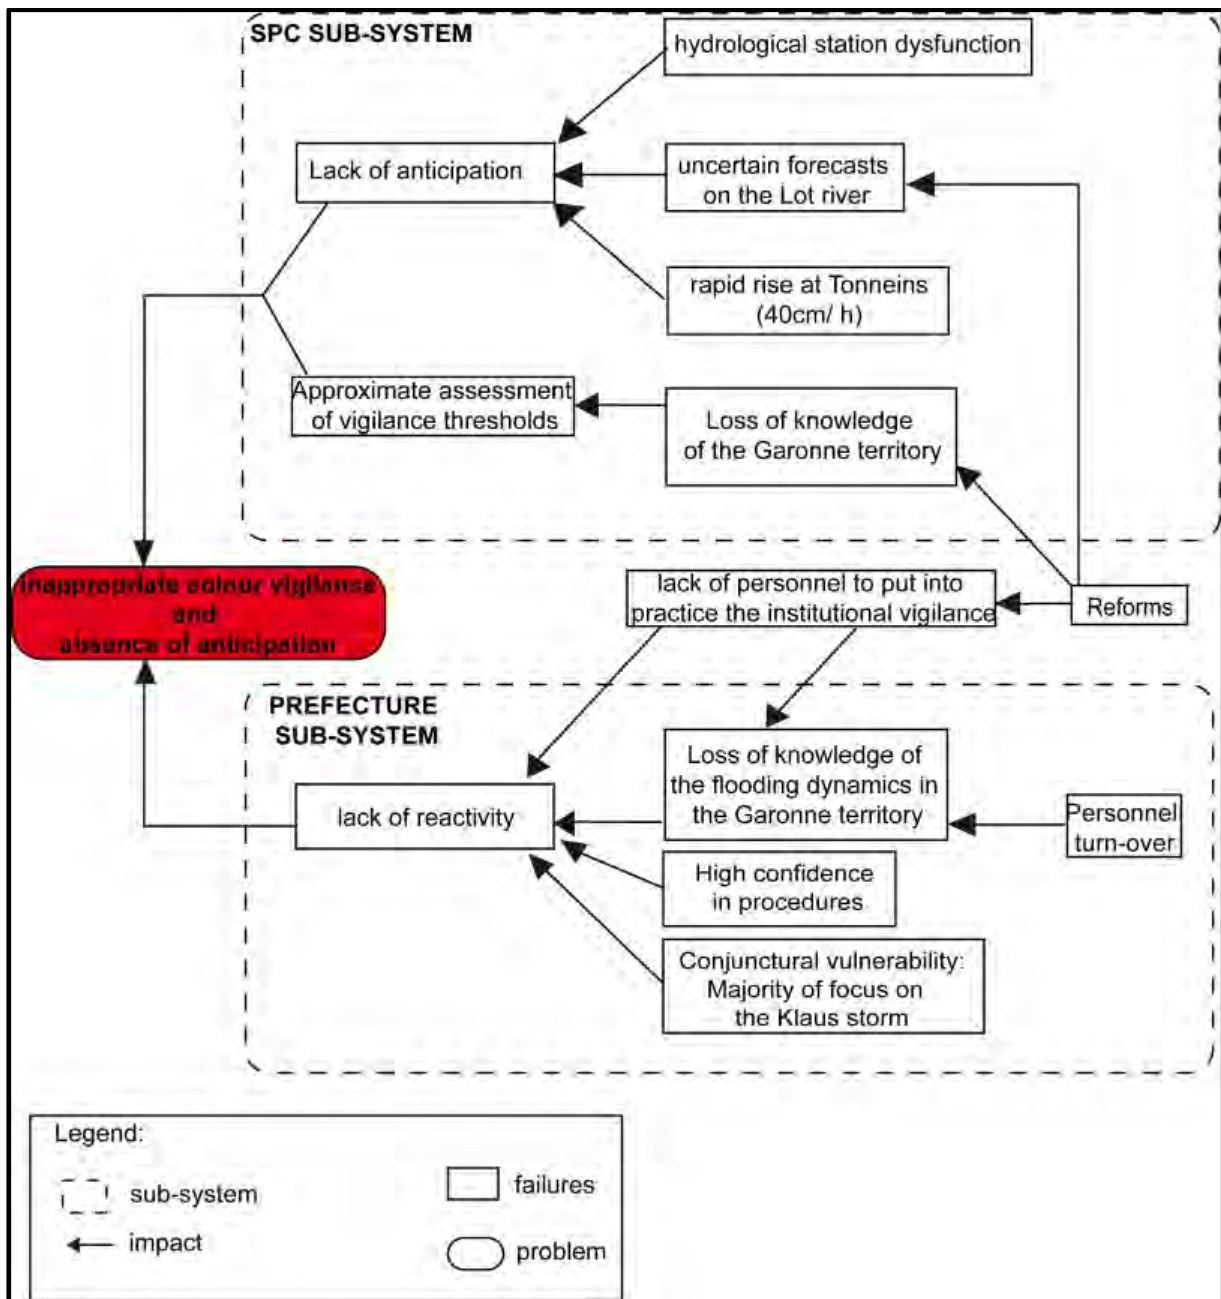 SPC SUB-SYSTEM
hydrological station dysfunction
Lack of anticipation
uncertain forecasts
on the Lot river
rapid rise at Tonneins
(40cm/ h)
Approximate assessment
of vigilance thresholds
Loss of knowledge
of the Garonne territory
inappropriate colour vigilanse
and
absence of anticipation
lack of personnel to put into
practice the institutional vigilance
Reforms
PREFECTURE
SUB-SYSTEM
Loss of knowledge of
the flooding dynamics in
the Garonne territory
lack of reactivity
Personnel
turn-over
High confidence
in procedures
Conjunctural vulnerability:
Majority of focus on
the Klaus storm
Legend:
sub-system
failures
impact
problem